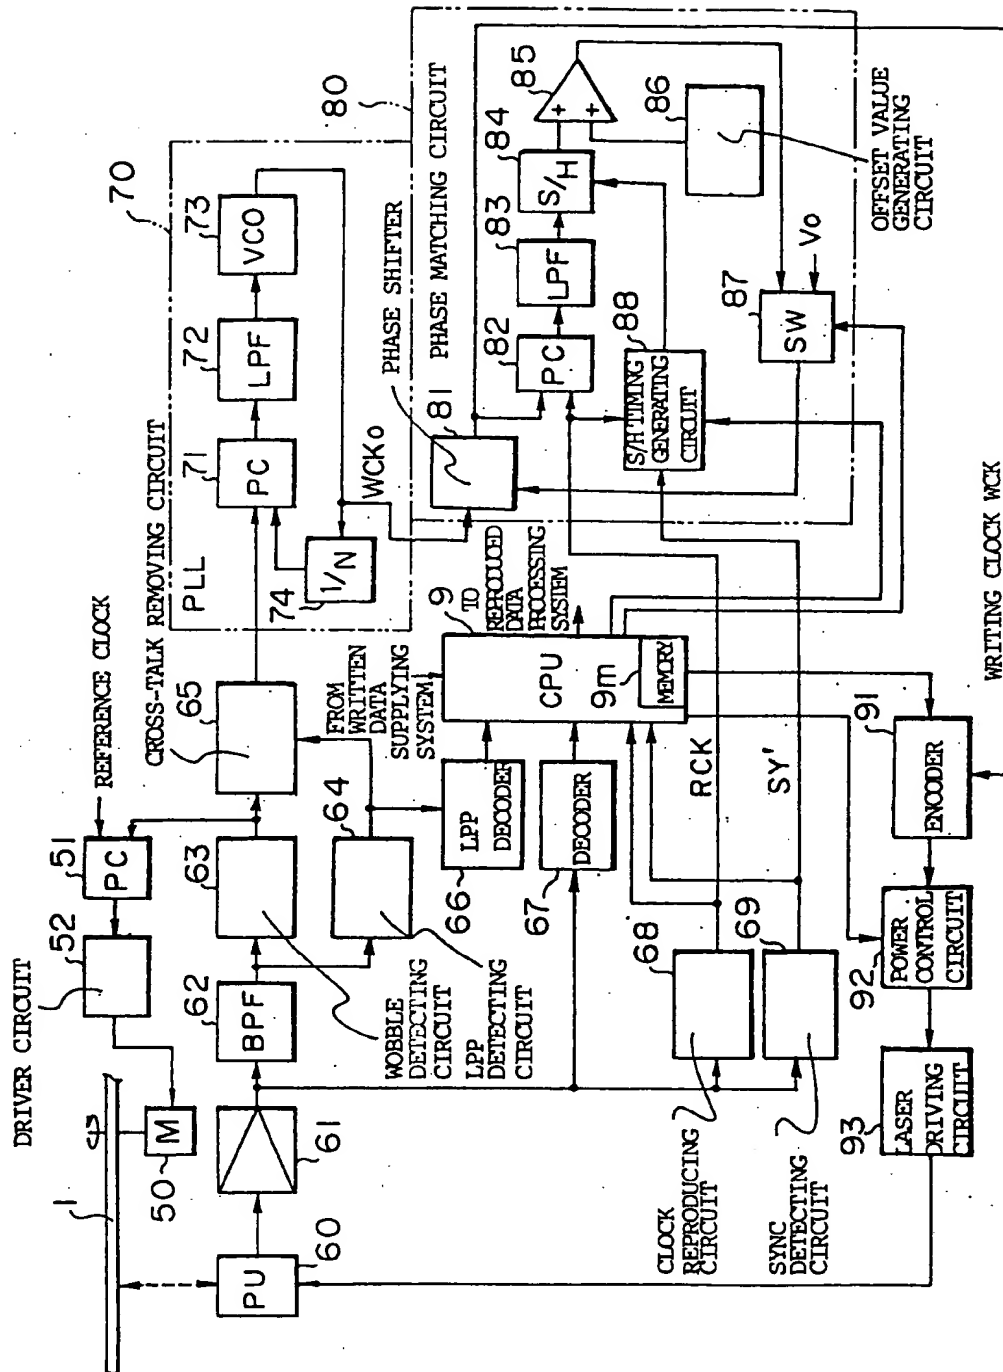 1
DRIVER CIRCUIT
M
50
52
PC
51
REFERENCE CLOCK
PU
60
61
BPF
62
63
WOBBLE
DETECTING
CIRCUIT
64
LPP
DETECTING
CIRCUIT
65
CROSS-TALK REMOVING CIRCUIT
PLL
70
PC
71
LPF
72
VCO
73
1/N
74
WCKo
80
PHASE MATCHING CIRCUIT
81
PHASE SHIFTER
PC
82
LPF
83
S/H
84
+
+
85
86
OFFSET VALUE
GENERATING
CIRCUIT
SW
87
Vo
S/H TIMING
GENERATING
CIRCUIT
88
FROM
WRITTEN
DATA
SUPPLYING
SYSTEM
CPU
9
9m
MEMORY
TO
REPRODUCED
DATA
PROCESSING
SYSTEM
LPP
DECODER
66
DECODER
67
RCK
SY'
68
CLOCK
REPRODUCING
CIRCUIT
69
SYNC
DETECTING
CIRCUIT
ENCODER
91
POWER
CONTROL
CIRCUIT
92
LASER
DRIVING
CIRCUIT
93
WRITING CLOCK WCK